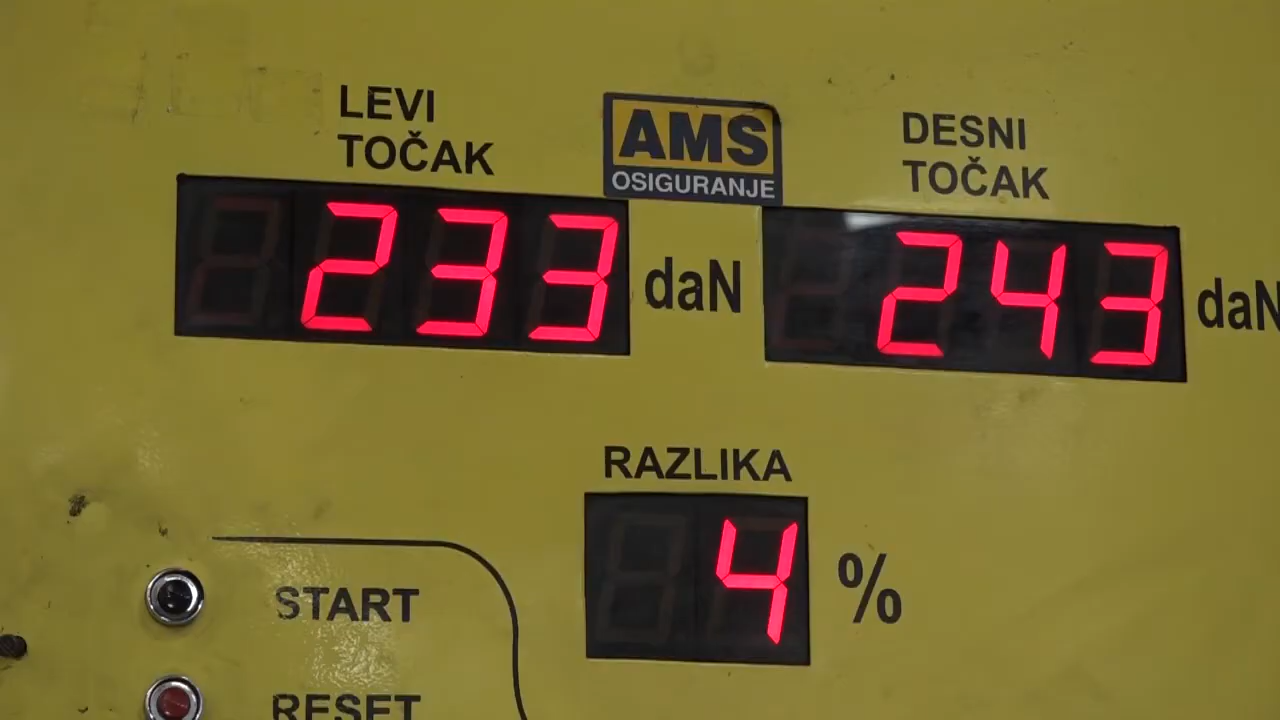 LEVI
TOČAK
AMS
OSIGURANJE
DESNI
TOČAK
233 daN
243 daN
RAZLIKA
4 %
START
RESET